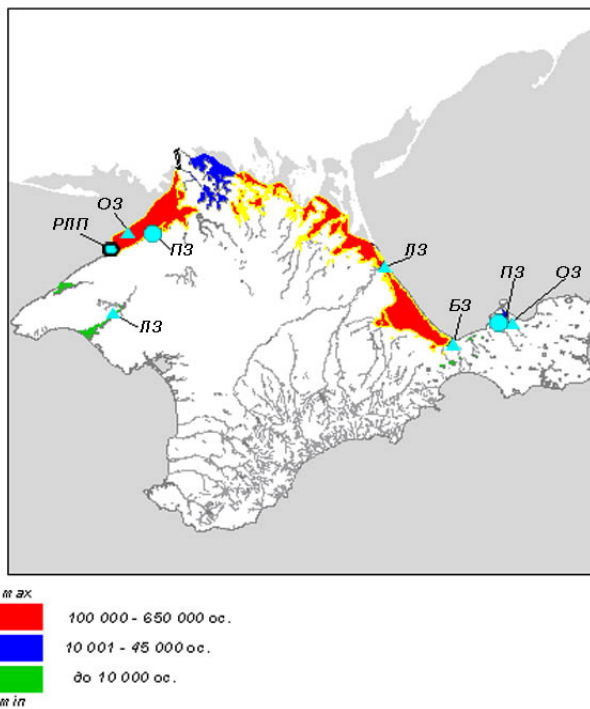 ОЗ
РЛП
ПЗ
ЛЗ
ПЗ
ОЗ
БЗ
ЛЗ
max
100 000 - 650 000 ос.
10 001 - 45 000 ос.
до 10 000 ос.
min